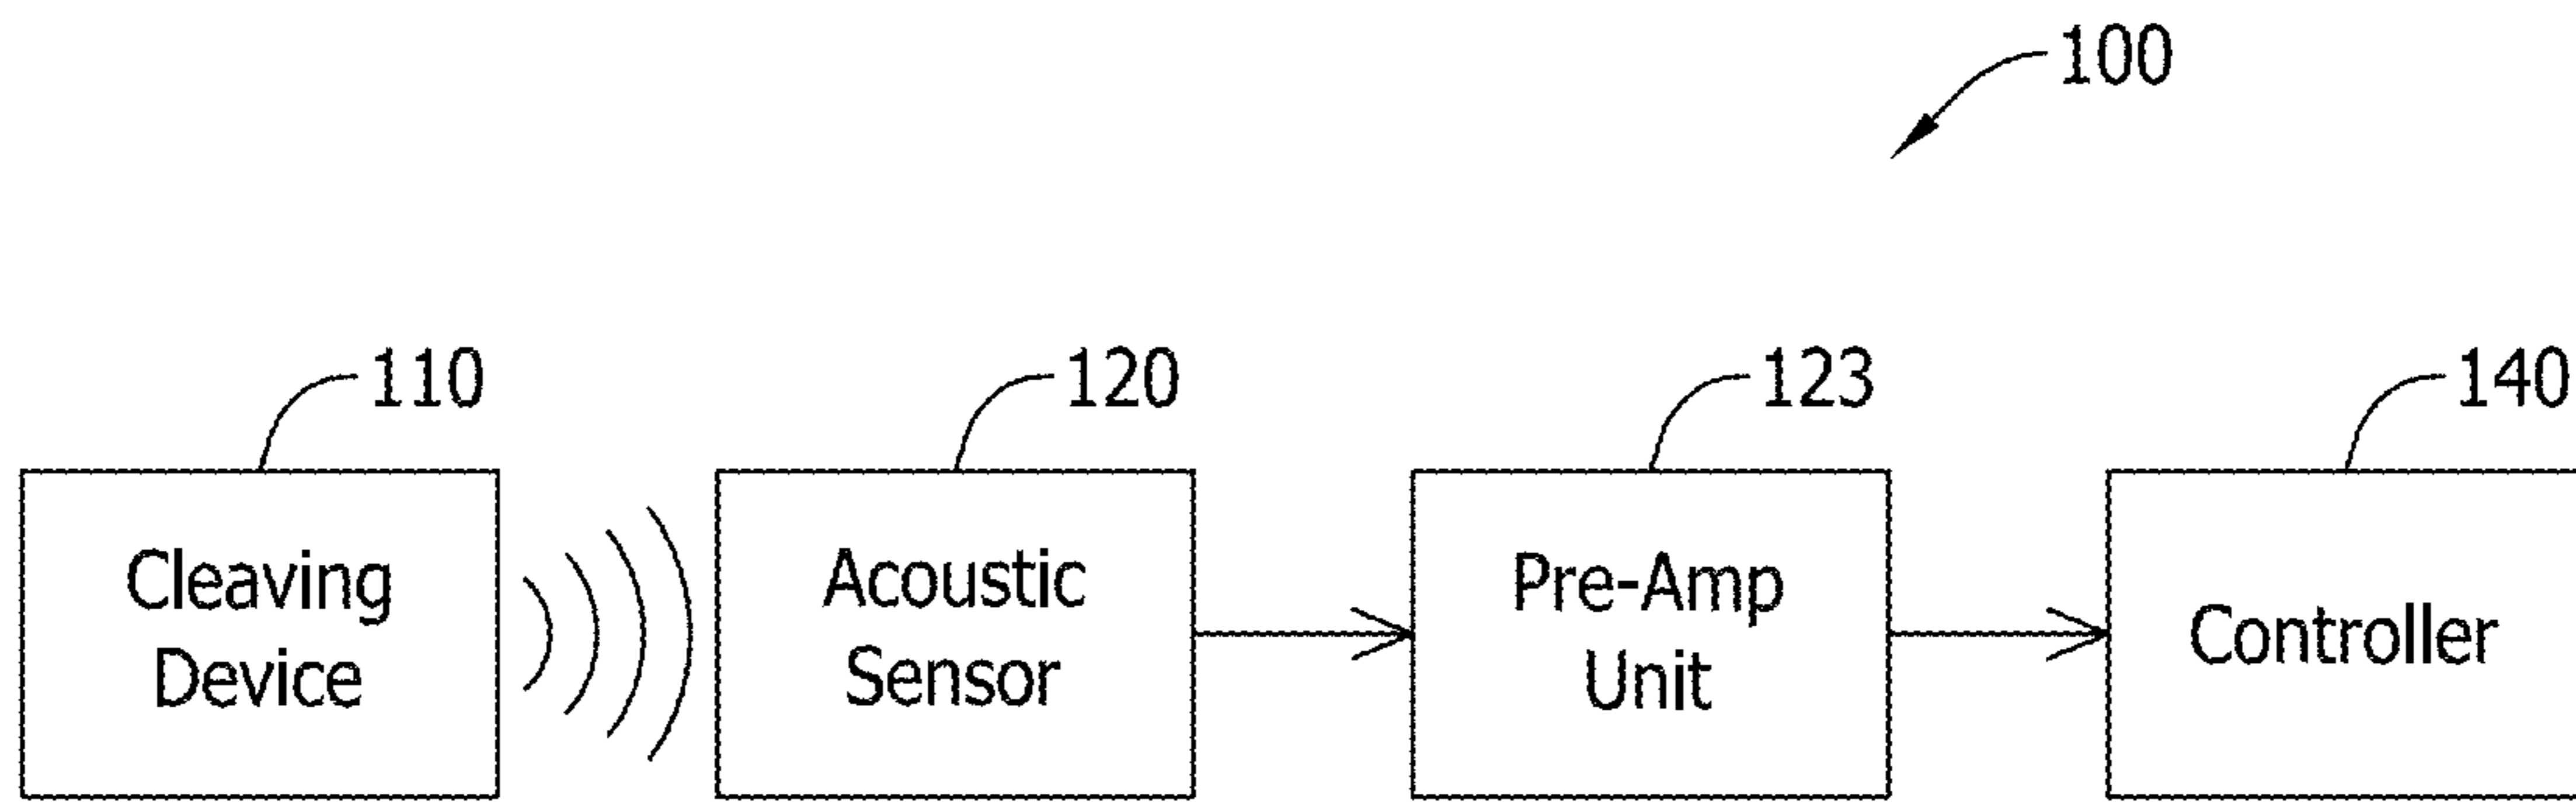 100
110
120
123
140
Cleaving
Device
Acoustic
Sensor
Pre-Amp
Unit
Controller